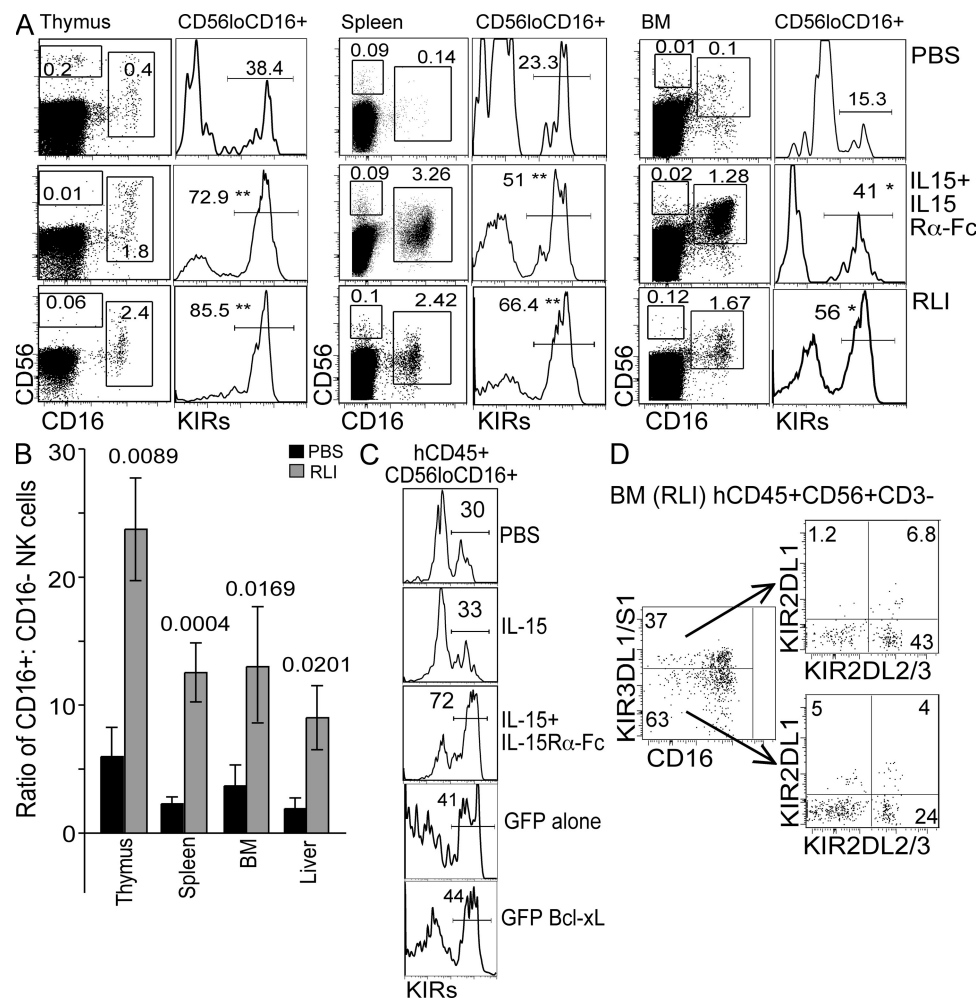 A
Thymus CD56loCD16+ Spleen CD56loCD16+ BM CD56loCD16+
0.2 0.4 38.4 0.09 0.14 23.3 0.01 0.1 15.3 PBS
0.01 1.8 72.9 ** 0.09 3.26 51 ** 0.02 1.28 41 * IL15+
IL15
Rα-Fc
0.06 2.4 85.5 ** 0.1 2.42 66.4 ** 0.12 1.67 56 * RLI
CD56 CD56 CD56
CD16 KIRs CD16 KIRs CD16 KIRs
B
Ratio of CD16+: CD16- NK cells
30
20
10
0
PBS
RLI
0.0089
0.0004
0.0169
0.0201
Thymus
Spleen
BM
Liver
C
hCD45+
CD56loCD16+
30
PBS
33
IL-15
72
IL-15+
IL-15Rα-Fc
41
GFP alone
44
GFP Bcl-xL
KIRs
D
BM (RLI) hCD45+CD56+CD3-
37
63
KIR3DL1/S1
CD16
1.2 6.8
43
KIR2DL1
KIR2DL2/3
5 4
24
KIR2DL1
KIR2DL2/3